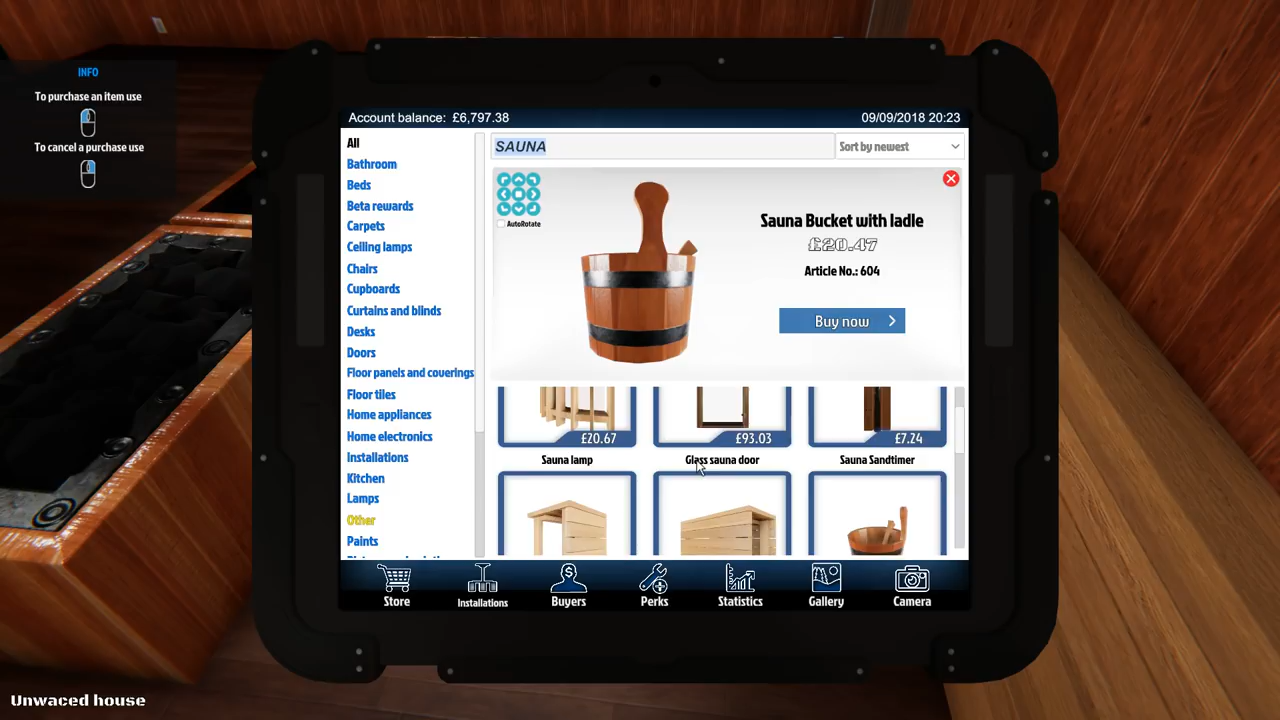 INFO
To purchase an item use
To cancel a purchase use
Account balance: £6,797.38
09/09/2018 20:23
All
Bathroom
Beds
Beta rewards
Carpets
Ceiling lamps
Chairs
Cupboards
Curtains and blinds
Desks
Doors
Floor panels and coverings
Floor tiles
Home appliances
Home electronics
Installations
Kitchen
Lamps
Other
Paints
SAUNA
Sort by newest
AutoRotate
Sauna Bucket with ladle
£20.47
Article No.: 604
Buy now
£20.67
£93.03
£7.24
Sauna lamp
Glass sauna door
Sauna Sandtimer
Store
Installations
Buyers
Perks
Statistics
Gallery
Camera
Unwaced house